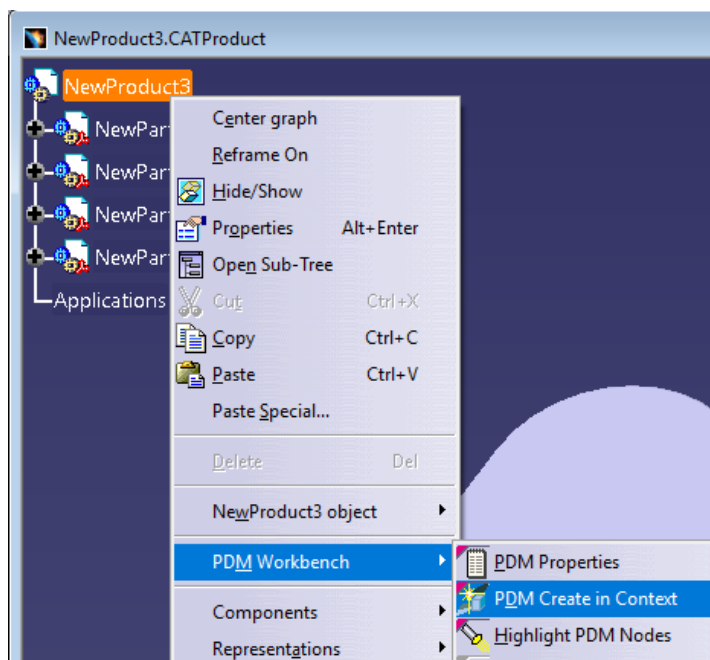 NewProduct3.CATProduct
NewProduct3
NewPar
NewPar
NewPar
NewPar
Applications
Center graph
Reframe On
Hide/Show
Properties Alt+Enter
Open Sub-Tree
Cut Ctrl+X
Copy Ctrl+C
Paste Ctrl+V
Paste Special...
Delete Del
NewProduct3 object
PDM Workbench
Components
Representations
PDM Properties
PDM Create in Context
Highlight PDM Nodes